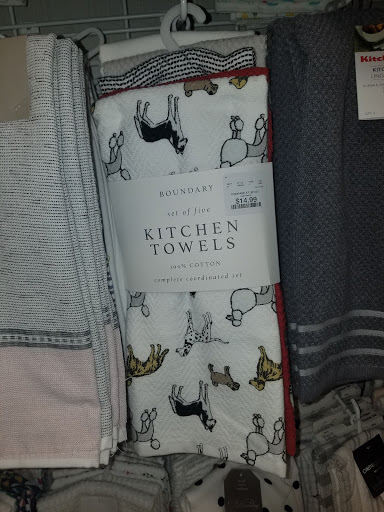 BOUNDARY
set of five
KITCHEN
TOWELS
100% COTTON
complete coordinated set
$14.99
Kitch